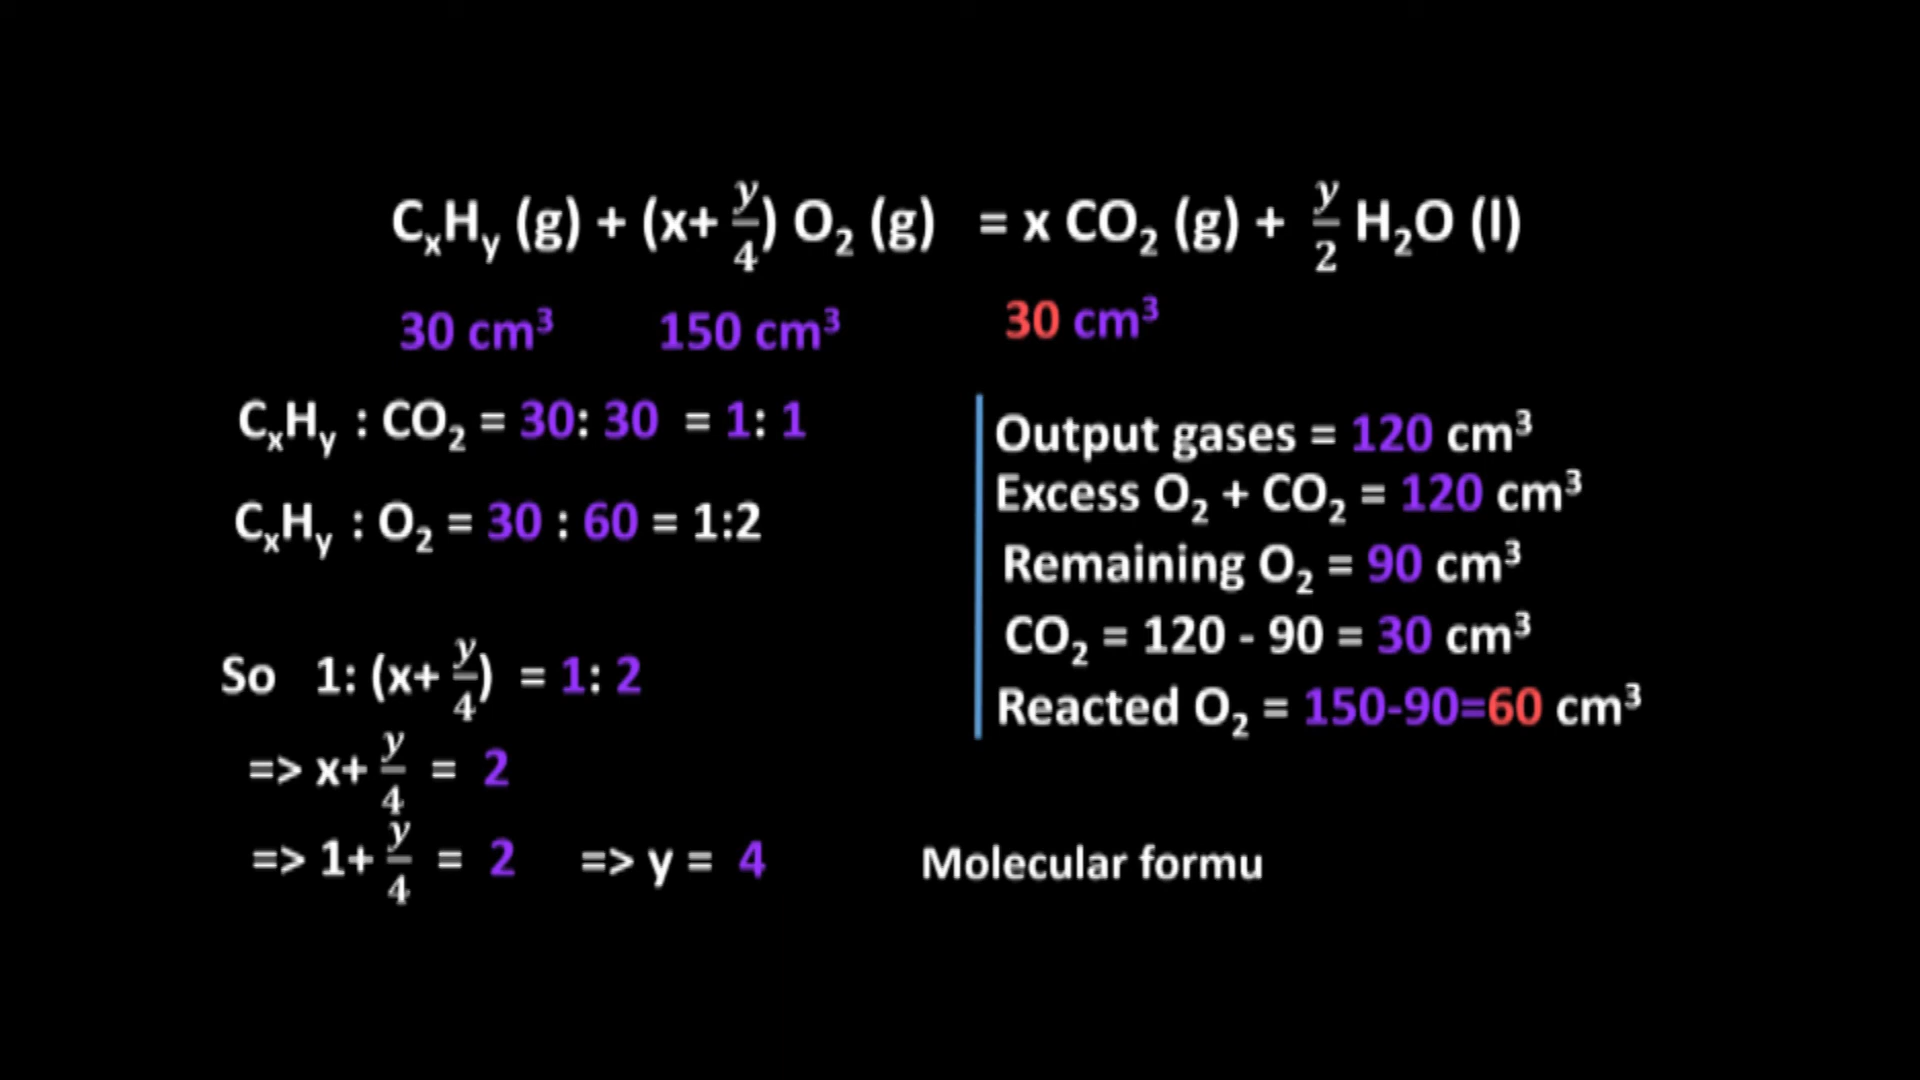 CₓHᵧ (g) + (x+ y/4) O₂ (g) = x CO₂ (g) + y/2 H₂O (l)
30 cm³ 150 cm³ 30 cm³
CₓHᵧ : CO₂ = 30: 30 = 1: 1
CₓHᵧ : O₂ = 30 : 60 = 1:2
So 1: (x+ y/4) = 1: 2
=> x+ y/4 = 2
=> 1+ y/4 = 2 => y = 4
Output gases = 120 cm³
Excess O₂ + CO₂ = 120 cm³
Remaining O₂ = 90 cm³
CO₂ = 120 - 90 = 30 cm³
Reacted O₂ = 150-90=60 cm³
Molecular formu